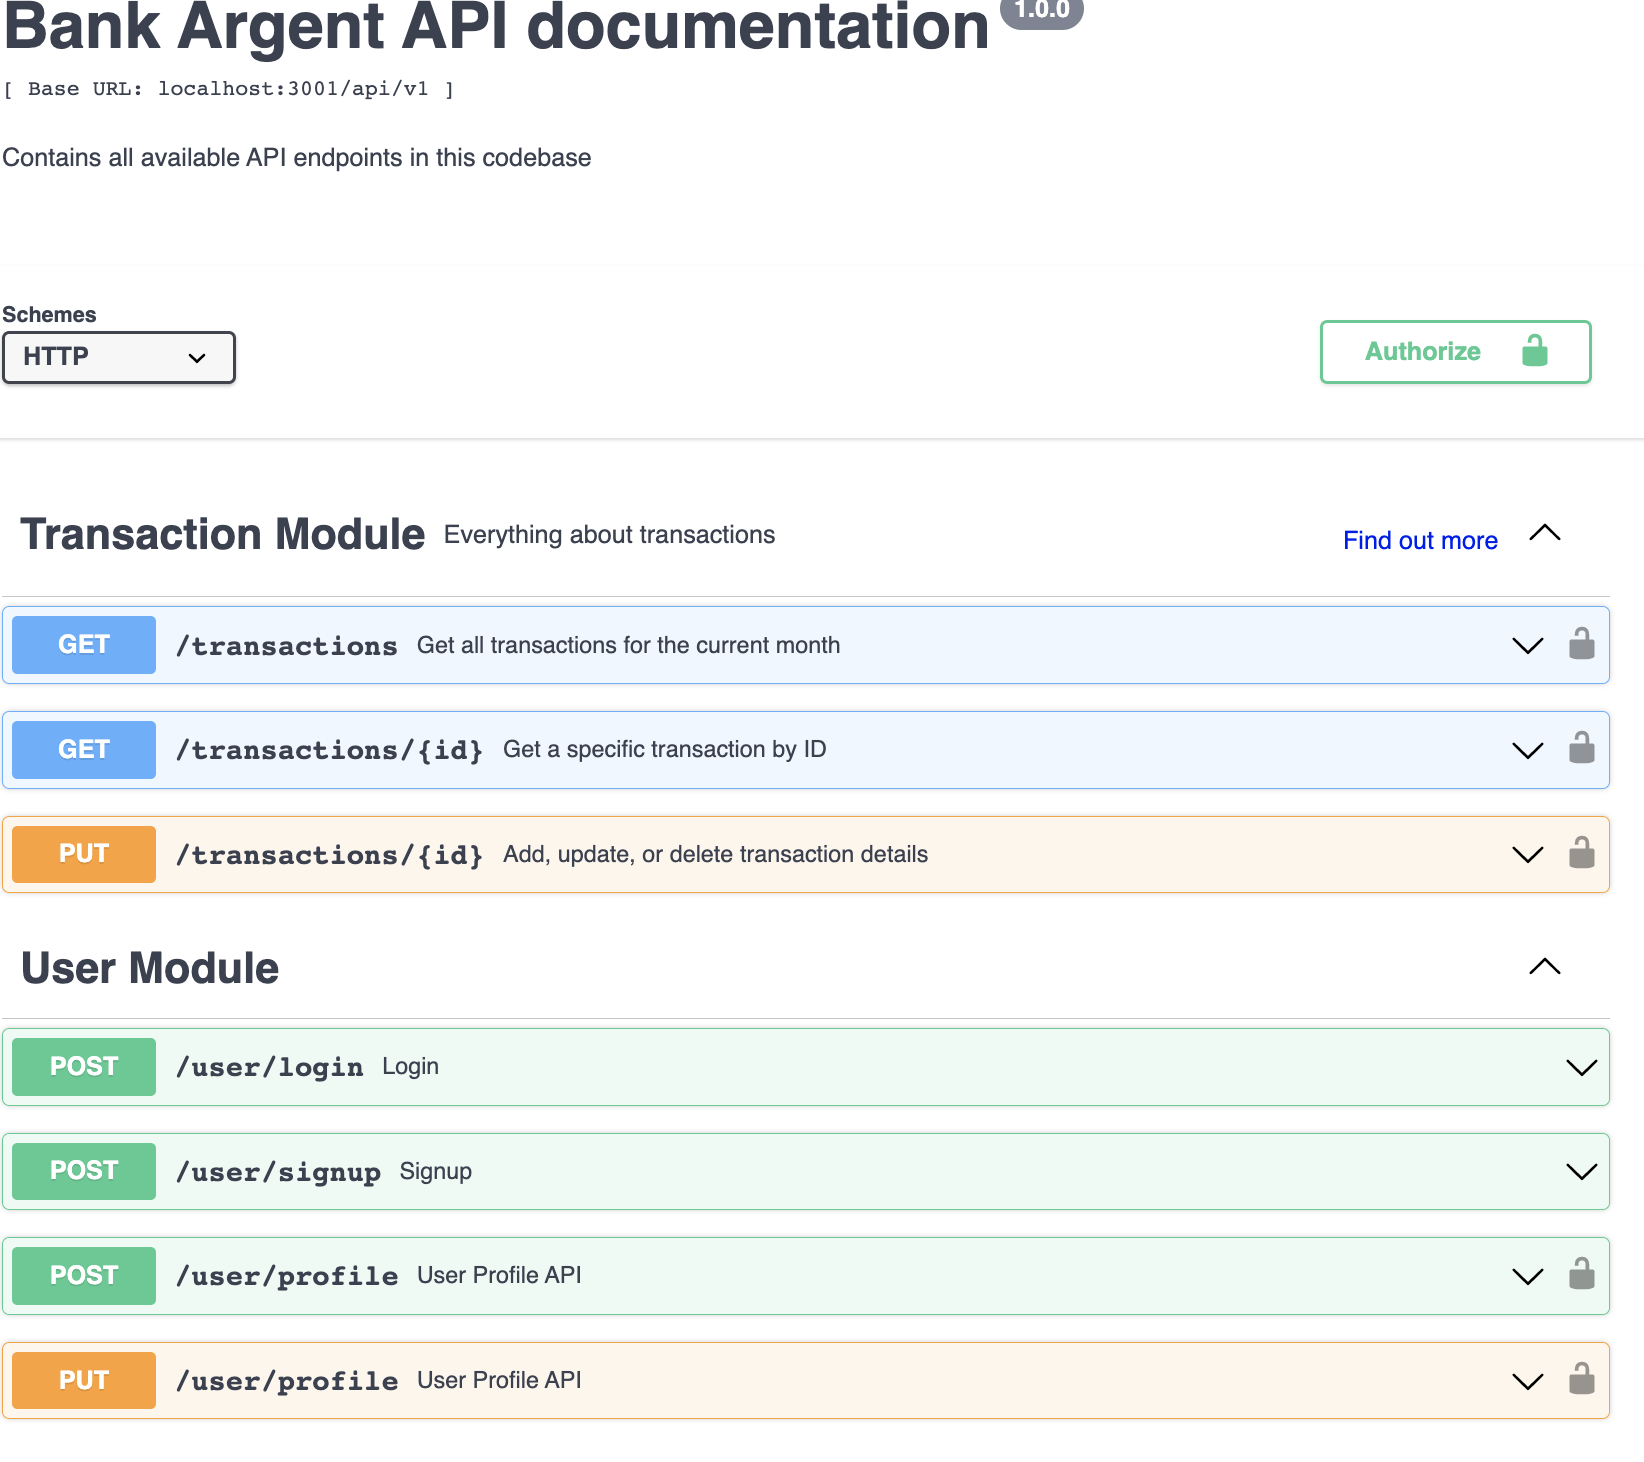 Bank Argent API documentation 1.0.0
[ Base URL: localhost:3001/api/v1 ]
Contains all available API endpoints in this codebase
Schemes
HTTP
Authorize
Transaction Module Everything about transactions Find out more
GET /transactions Get all transactions for the current month
GET /transactions/{id} Get a specific transaction by ID
PUT /transactions/{id} Add, update, or delete transaction details
User Module
POST /user/login Login
POST /user/signup Signup
POST /user/profile User Profile API
PUT /user/profile User Profile API